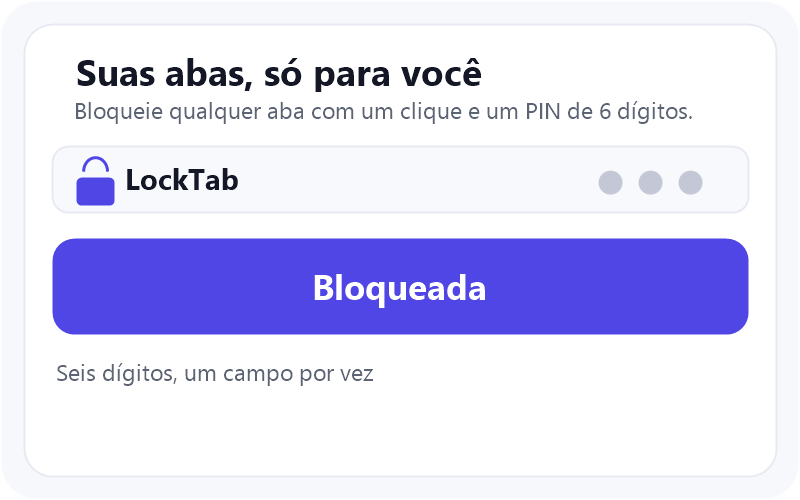 Suas abas, só para você
Bloqueie qualquer aba com um clique e um PIN de 6 dígitos.
LockTab
Bloqueada
Seis dígitos, um campo por vez